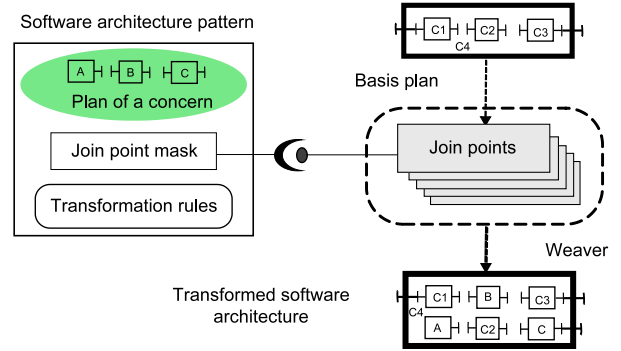 Software architecture pattern
A B C
Plan of a concern
Join point mask
Transformation rules
C1 C2 C3
C4
Basis plan
Join points
Weaver
Transformed software
architecture
C1 B C3
C4
A C2 C